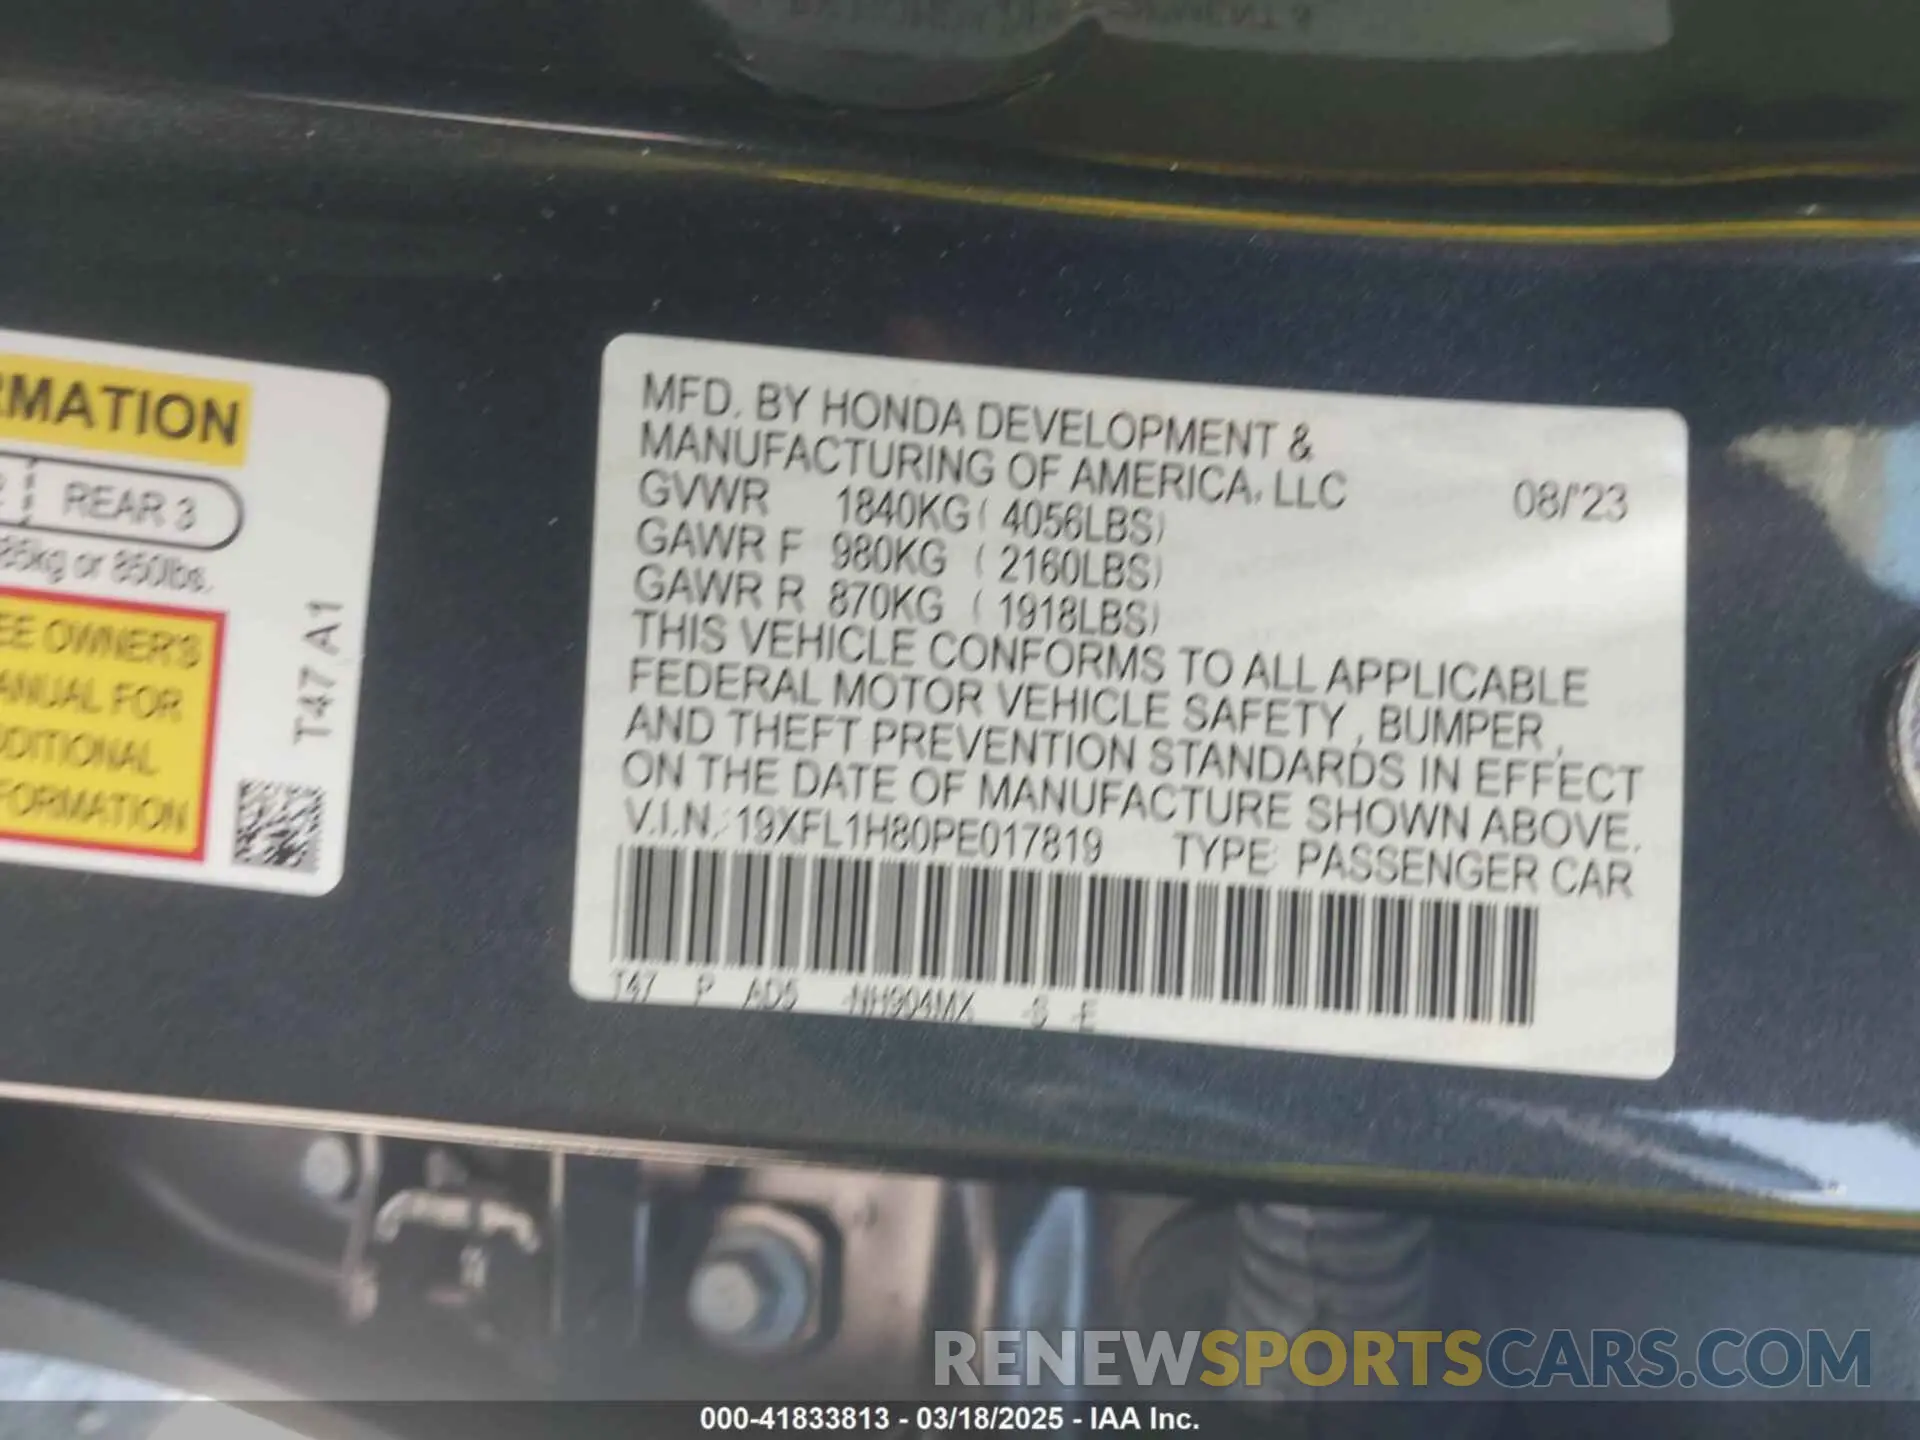 RMATION
REAR 3
85kg or 850lbs.
EE OWNER'S
ANUAL FOR
DDITIONAL
FORMATION
T47 A1
MFD. BY HONDA DEVELOPMENT &
MANUFACTURING OF AMERICA, LLC 08/'23
GVWR 1840KG ( 4056LBS)
GAWR F 980KG ( 2160LBS)
GAWR R 870KG ( 1918LBS)
THIS VEHICLE CONFORMS TO ALL APPLICABLE
FEDERAL MOTOR VEHICLE SAFETY, BUMPER,
AND THEFT PREVENTION STANDARDS IN EFFECT
ON THE DATE OF MANUFACTURE SHOWN ABOVE.
V.I.N.: 19XFL1H80PE017819 TYPE: PASSENGER CAR
T47 P AD5 -NH904MX -S -E
RENEWSPORTSCARS.COM
000-41833813 - 03/18/2025 - IAA Inc.